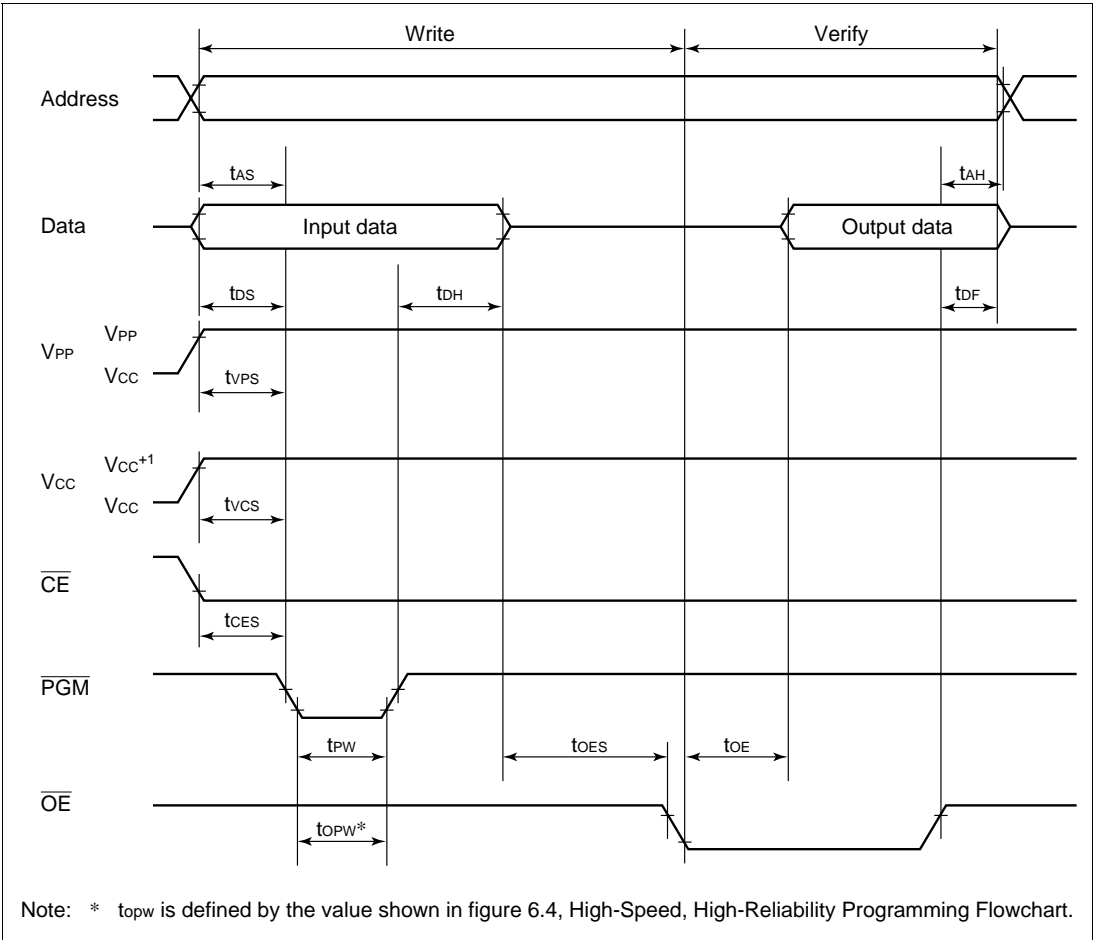 Write
Verify
Address
tAS
tAH
Data
Input data
Output data
tDS
tDH
tDF
VPP
VPP
VCC
tVPS
VCC
VCC+1
VCC
tVCS
CE
tCES
PGM
tPW
tOES
tOE
OE
tOPW*
Note: * topw is defined by the value shown in figure 6.4, High-Speed, High-Reliability Programming Flowchart.